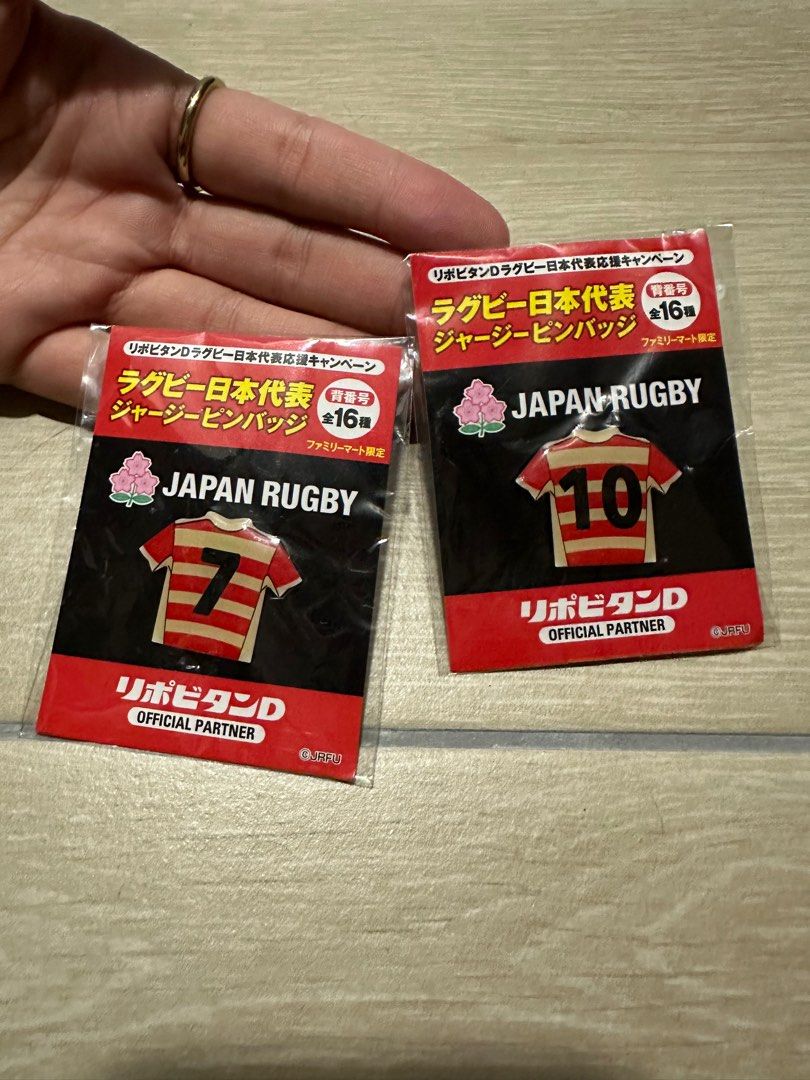 リポビタンDラグビー日本代表応援キャンペーン
ラグビー日本代表
ジャージーピンバッジ
背番号
全16種
ファミリーマート限定
JAPAN RUGBY
7
リポビタンD
OFFICIAL PARTNER
©JRFU
リポビタンDラグビー日本代表応援キャンペーン
ラグビー日本代表
ジャージーピンバッジ
背番号
全16種
ファミリーマート限定
JAPAN RUGBY
10
リポビタンD
OFFICIAL PARTNER
©JRFU